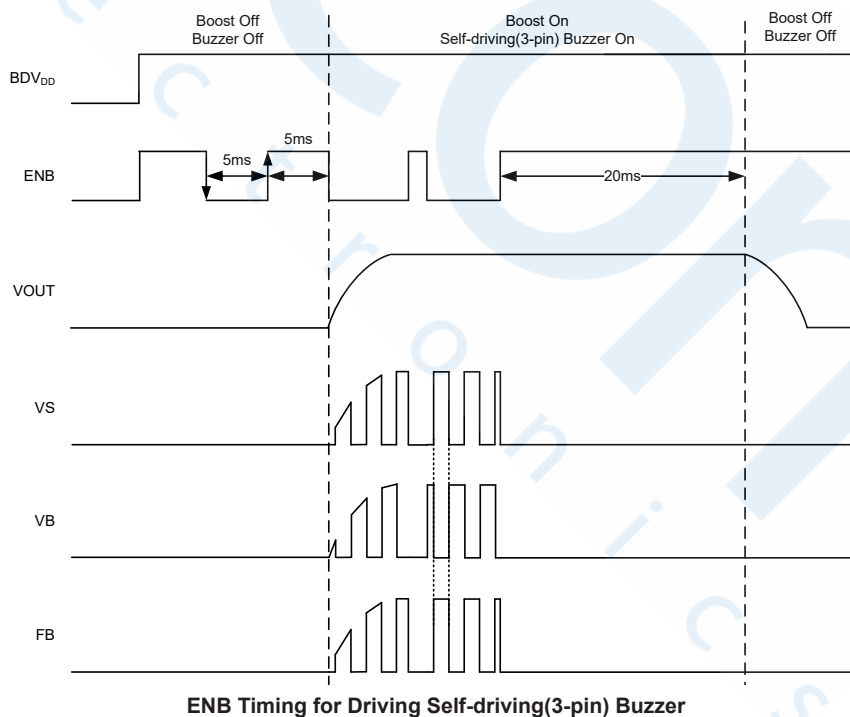 Boost Off
Buzzer Off
Boost On
Self-driving(3-pin) Buzzer On
Boost Off
Buzzer Off
BDVDD
ENB
5ms
5ms
20ms
VOUT
VS
VB
FB
ENB Timing for Driving Self-driving(3-pin) Buzzer